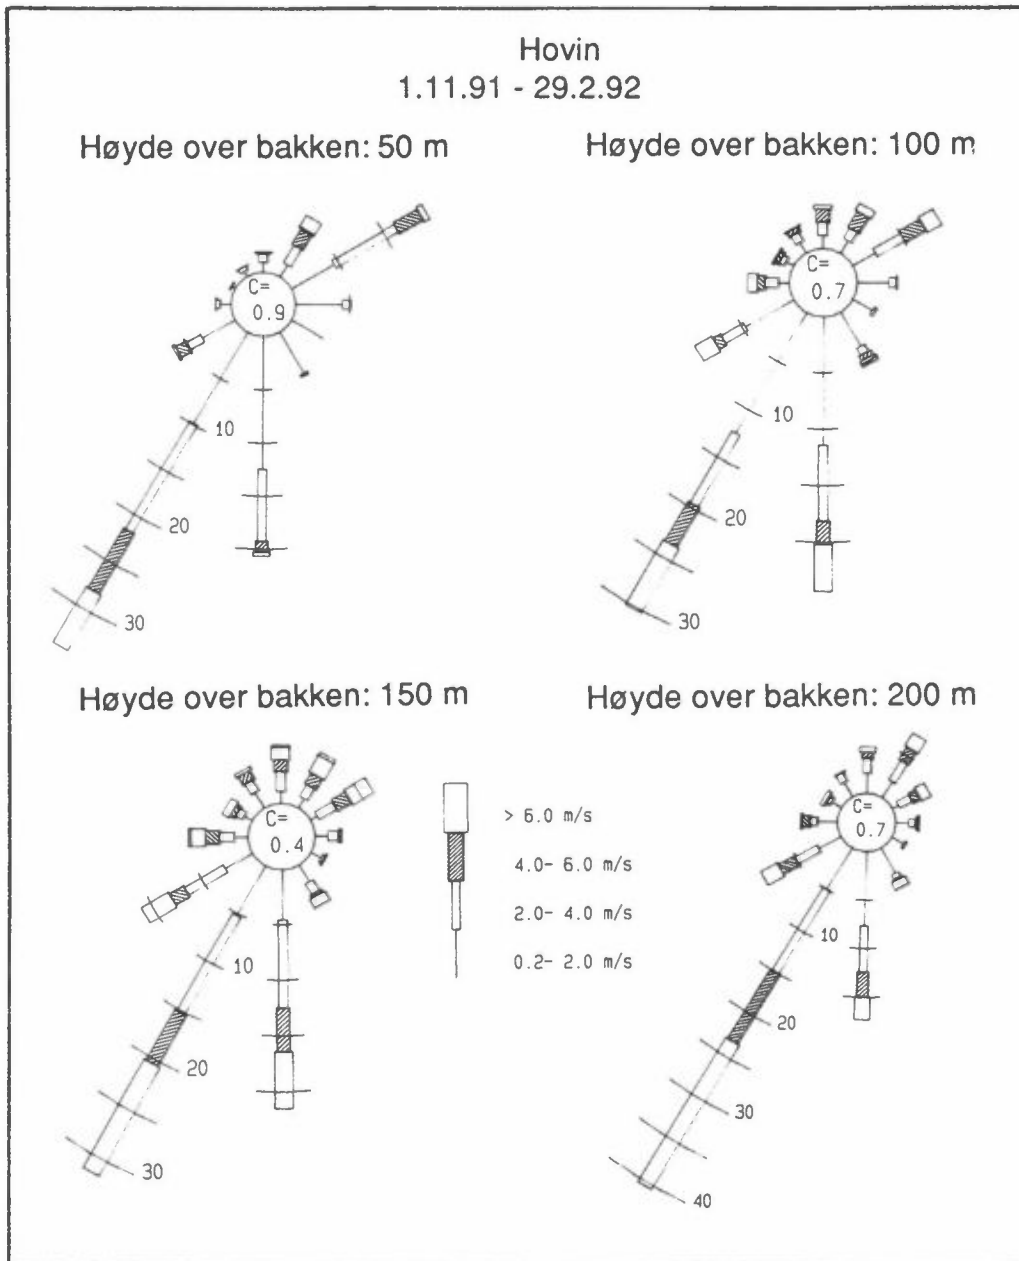 Hovin
1.11.91 - 29.2.92
Høyde over bakken: 50 m
Høyde over bakken: 100 m
C=
0.9
10
20
30
C=
0.7
10
20
30
Høyde over bakken: 150 m
Høyde over bakken: 200 m
C=
0.4
10
20
30
> 6.0 m/s
4.0- 6.0 m/s
2.0- 4.0 m/s
0.2- 2.0 m/s
C=
0.7
10
20
30
40